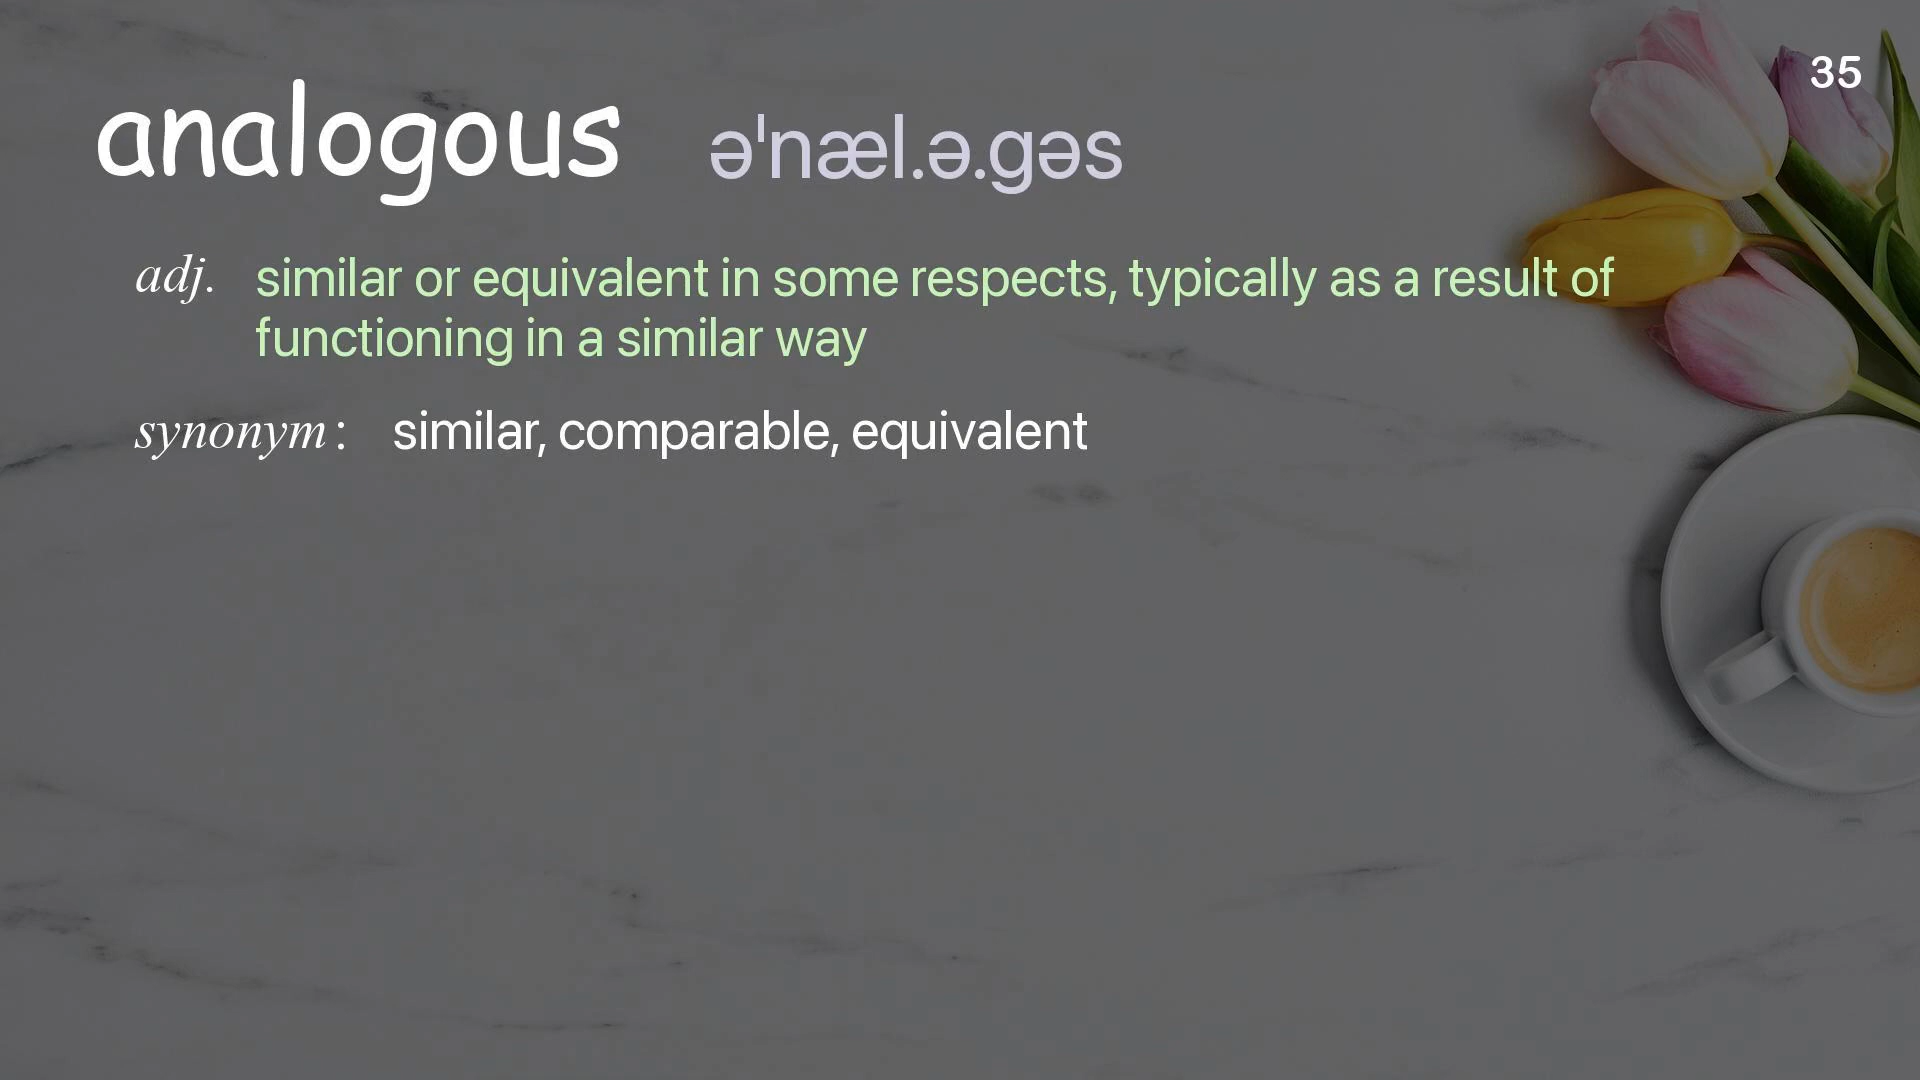 35
analogous əˈnæl.ə.gəs
adj. similar or equivalent in some respects, typically as a result of
functioning in a similar way
synonym : similar, comparable, equivalent